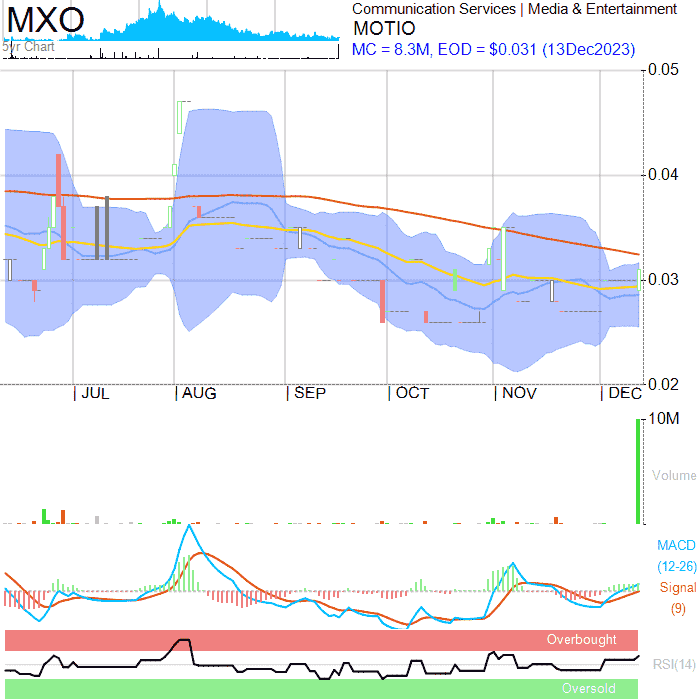 MXO
5yr Chart
Communication Services | Media & Entertainment
MOTIO
MC = 8.3M, EOD = $0.031 (13Dec2023)
0.05
0.04
0.03
0.02
JUL AUG SEP OCT NOV DEC
10M
Volume
MACD
(12-26)
Signal
(9)
Overbought
RSI(14)
Oversold